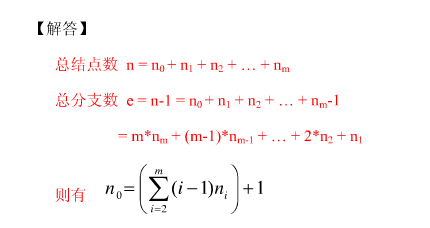 【解答】
总结点数 n = n₀ + n₁ + n₂ + … + nₘ
总分支数 e = n-1 = n₀ + n₁ + n₂ + … + nₘ-1
= m*nₘ + (m-1)*nₘ₋₁ + … + 2*n₂ + n₁
则有 n₀=(∑_{i=2}^{m}(i−1)nᵢ)+1